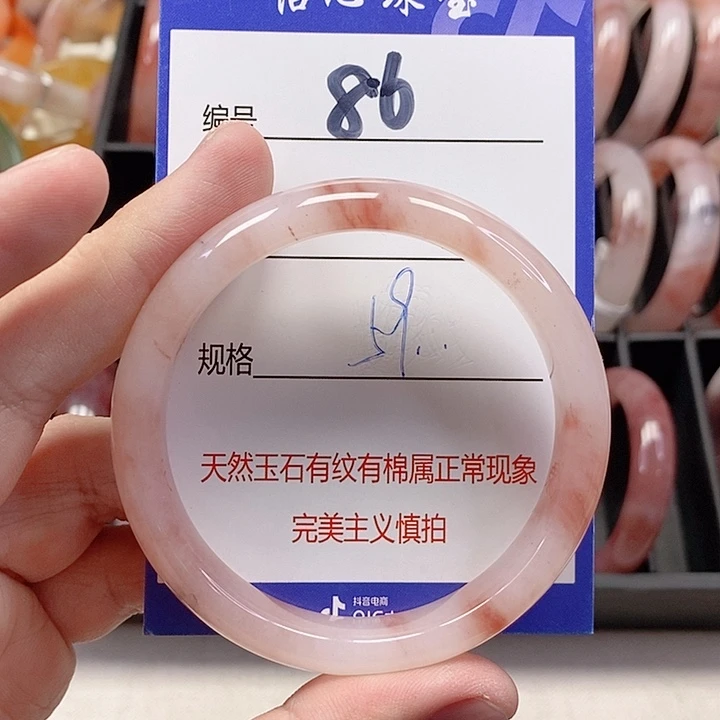 编号 86
规格 59..
天然玉石有纹有棉属正常现象
完美主义慎拍
抖音电商